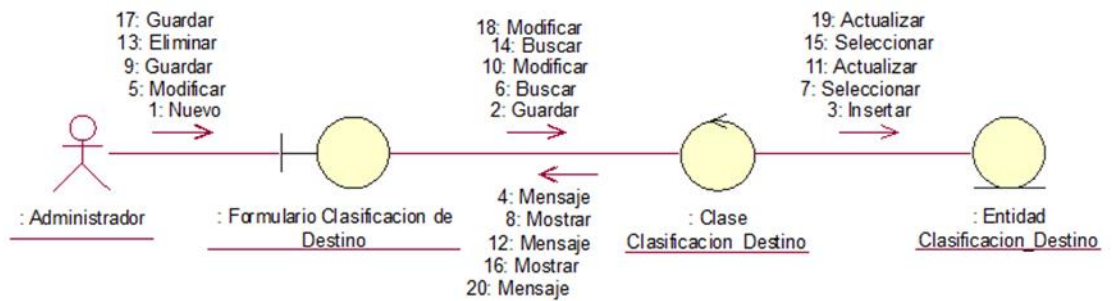 17: Guardar
13: Eliminar
9: Guardar
5: Modificar
1: Nuevo
18: Modificar
14: Buscar
10: Modificar
6: Buscar
2: Guardar
19: Actualizar
15: Seleccionar
11: Actualizar
7: Seleccionar
3: Insertar
4: Mensaje
8: Mostrar
12: Mensaje
16: Mostrar
20: Mensaje
: Administrador
: Formulario Clasificacion de
Destino
: Clase
Clasificacion_Destino
: Entidad
Clasificacion_Destino